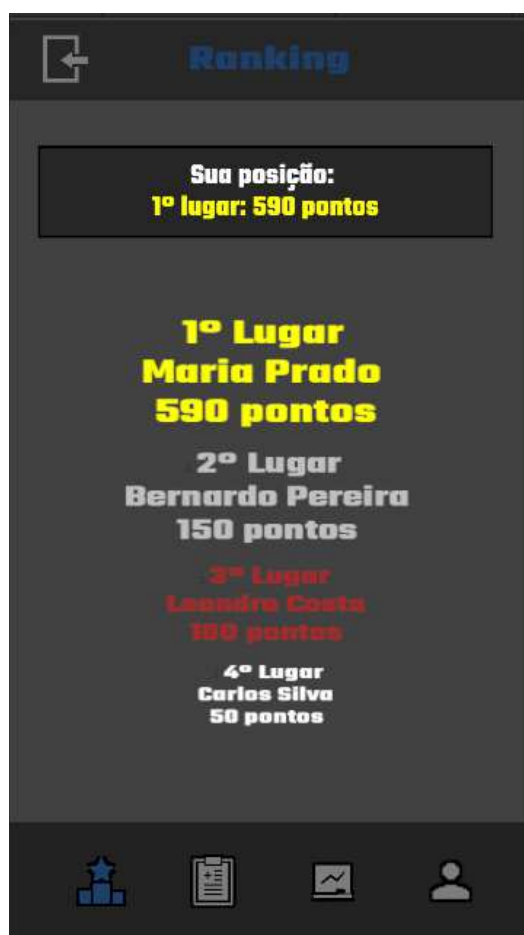 Ranking
Sua posição:
1º lugar: 590 pontos
1º Lugar
Maria Prado
590 pontos
2º Lugar
Bernardo Pereira
150 pontos
3º Lugar
Leandro Costa
pontos
4º Lugar
Carlos Silva
50 pontos